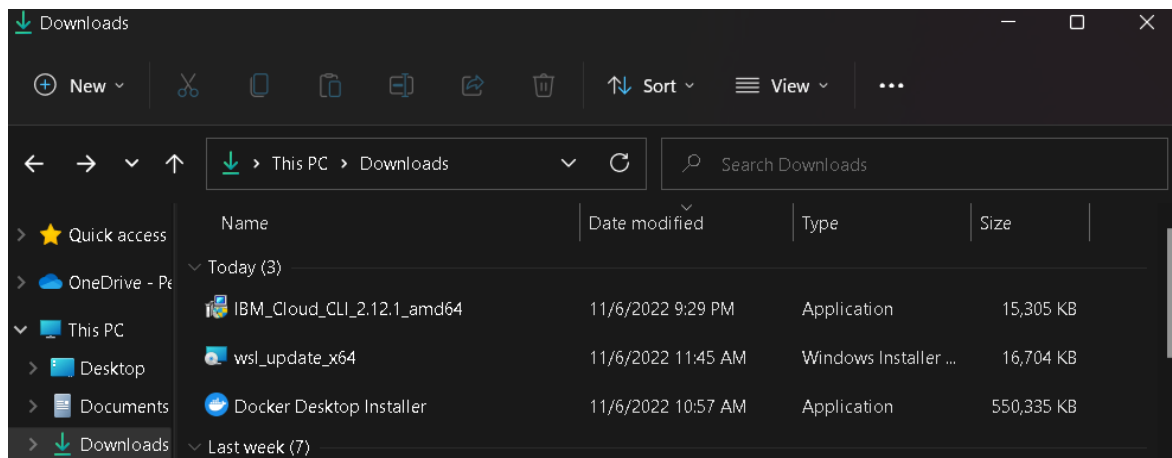 Downloads
New Sort View •••
This PC > Downloads Search Downloads
Name Date modified Type Size
Quick access
Today (3)
OneDrive - Pe
IBM_Cloud_CLI_2.12.1_amd64 11/6/2022 9:29 PM Application 15,305 KB
This PC
wsl_update_x64 11/6/2022 11:45 AM Windows Installer ... 16,704 KB
Desktop
Documents Docker Desktop Installer 11/6/2022 10:57 AM Application 550,335 KB
Downloads Last week (7)